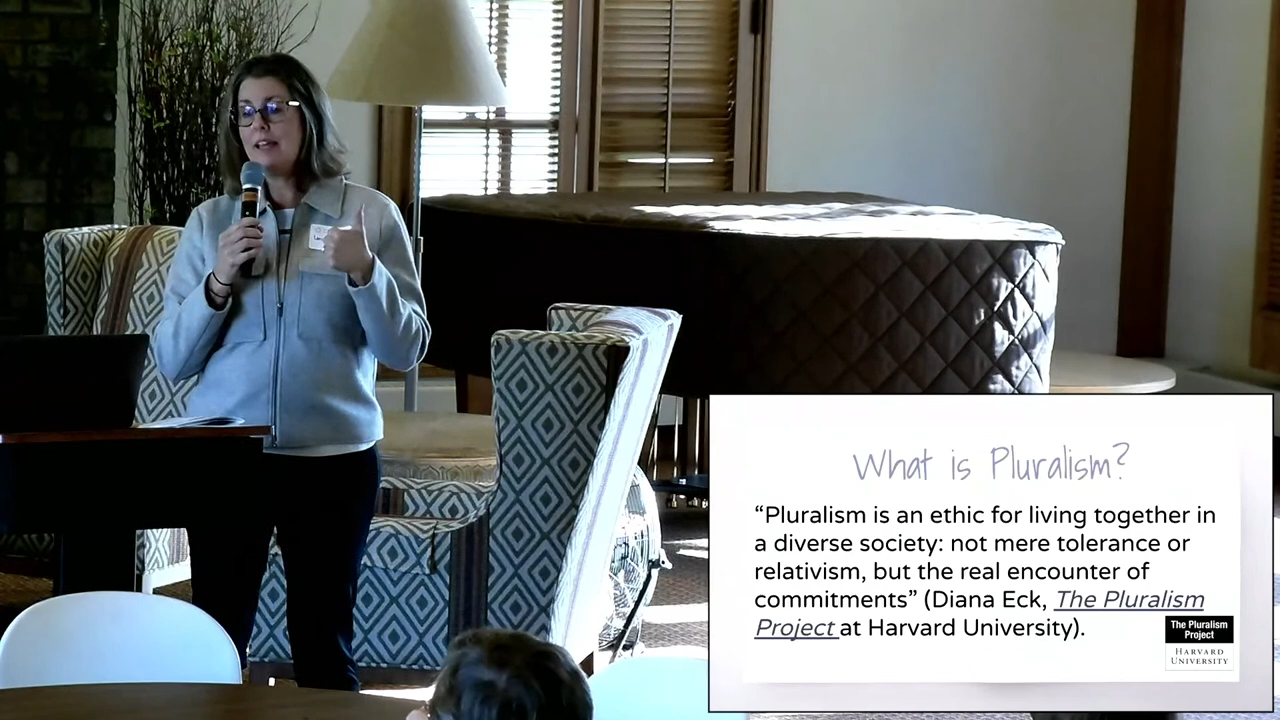 What is Pluralism?
“Pluralism is an ethic for living together in
a diverse society: not mere tolerance or
relativism, but the real encounter of
commitments” (Diana Eck, The Pluralism
Project at Harvard University).
The Pluralism
Project
HARVARD
UNIVERSITY